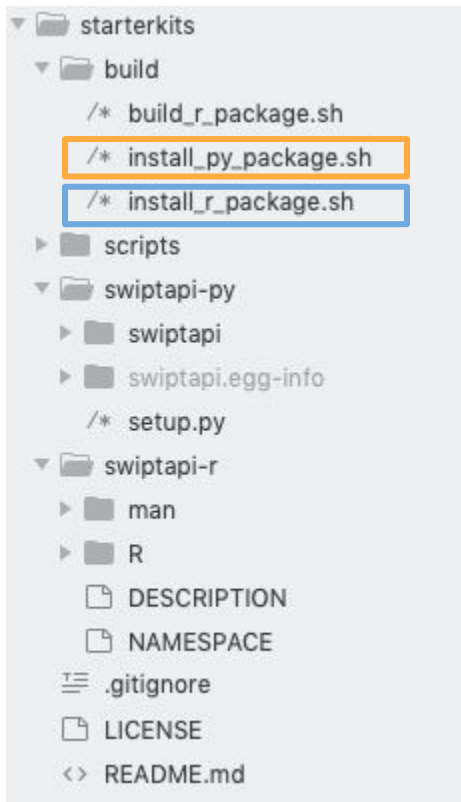 starterkits
build
/* build_r_package.sh
/* install_py_package.sh
/* install_r_package.sh
scripts
swiptapi-py
swiptapi
swiptapi.egg-info
/* setup.py
swiptapi-r
man
R
DESCRIPTION
NAMESPACE
.gitignore
LICENSE
<> README.md